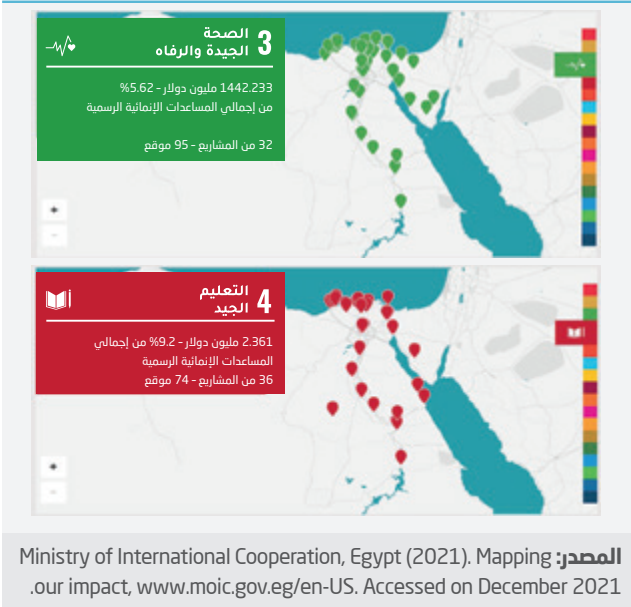 3 الصحة
الجيدة والرفاه
1442.233 مليون دولار – 5.62%
من إجمالي المساعدات الإنمائية الرسمية
32 من المشاريع – 95 موقع
+
-
4 التعليم
الجيد
2.361 مليون دولار – 9.2% من إجمالي
المساعدات الإنمائية الرسمية
36 من المشاريع – 74 موقع
+
-
المصدر: Ministry of International Cooperation, Egypt (2021). Mapping
our impact, www.moic.gov.eg/en-US. Accessed on December 2021.